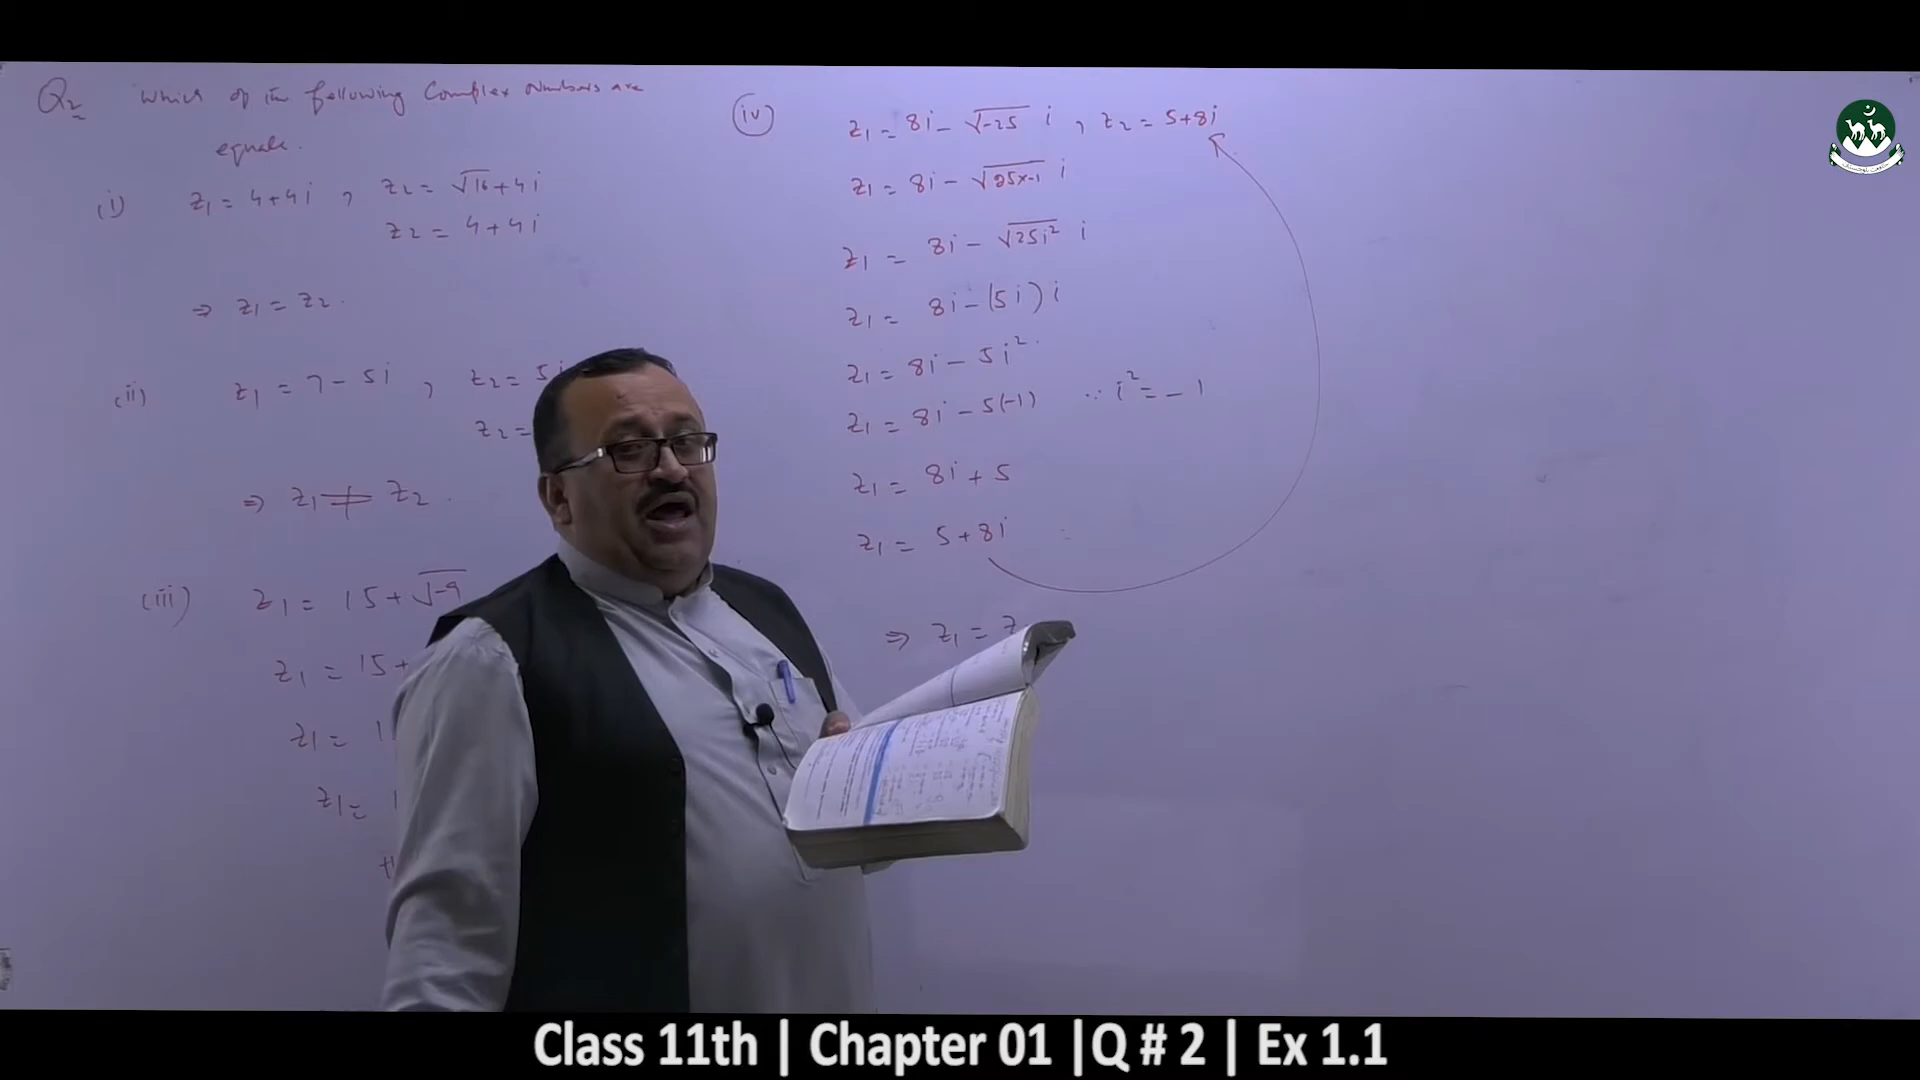 Q2 Which of the following Complex Numbers are
equale.
(i) z1 = 4+4i , z2 = √16+4i
z2 = 4+4i
⇒ z1 = z2.
(ii) z1 = 7-5i , z2 = 5i
z2 =
⇒ z1 ≠ z2.
(iii) z1 = 15+√-9
z1 = 15+
z1 = 1
z1 = 1
(iv) z1 = 8i-√-25 i , z2 = 5+8i
z1 = 8i-√25x-1 i
z1 = 8i-√25i² i
z1 = 8i-(5i)i
z1 = 8i-5i².
z1 = 8i-5(-1) ∵ i²=-1
z1 = 8i+5
z1 = 5+8i
⇒ z1 = z
Class 11th | Chapter 01 |Q # 2 | Ex 1.1